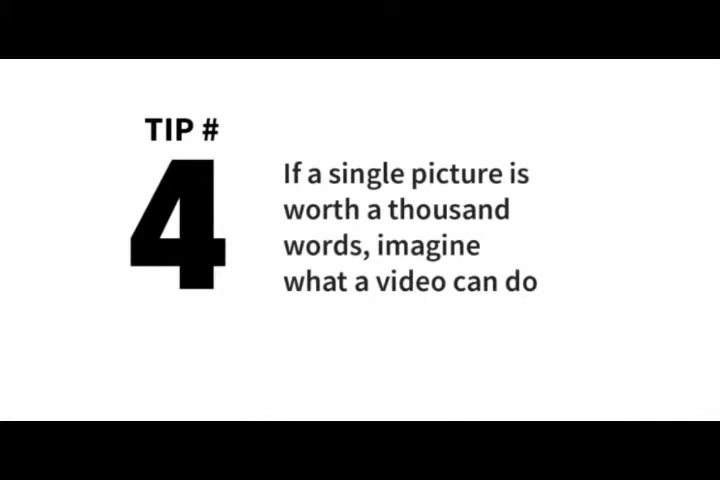 TIP #
4
If a single picture is
worth a thousand
words, imagine
what a video can do